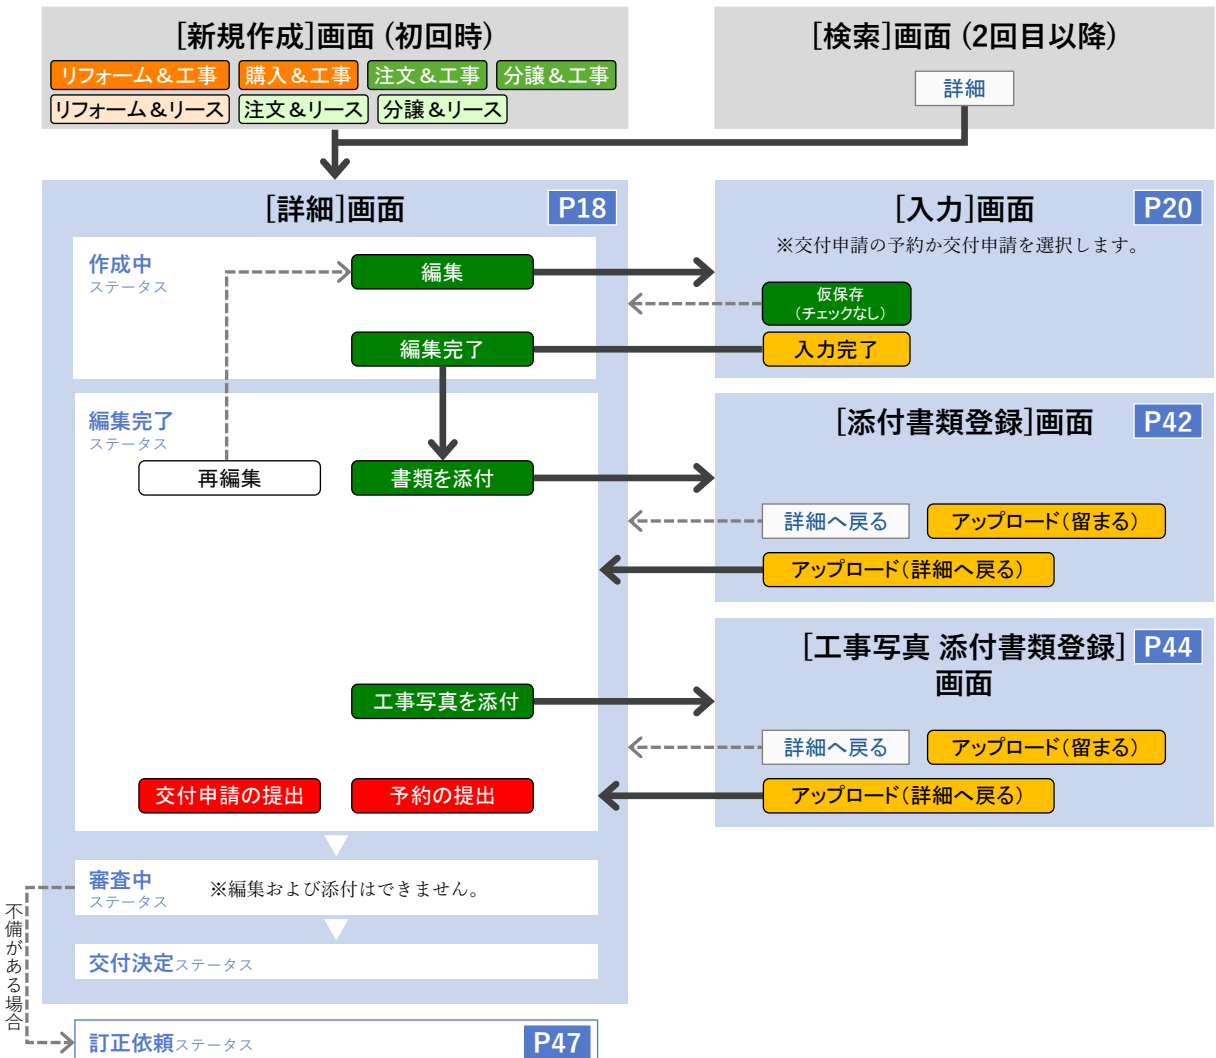 [新規作成]画面 (初回時)
リフォーム＆工事
購入＆工事
注文＆工事
分譲＆工事
リフォーム＆リース
注文＆リース
分譲＆リース
[検索]画面 (2回目以降)
詳細
[詳細]画面
P18
作成中
ステータス
編集
編集完了
[入力]画面
P20
※交付申請の予約か交付申請を選択します。
仮保存
（チェックなし）
入力完了
編集完了
ステータス
再編集
書類を添付
[添付書類登録]画面
P42
詳細へ戻る
アップロード（留まる）
アップロード（詳細へ戻る）
工事写真を添付
交付申請の提出
予約の提出
[工事写真 添付書類登録]
画面
P44
詳細へ戻る
アップロード（留まる）
アップロード（詳細へ戻る）
審査中
ステータス
※編集および添付はできません。
交付決定ステータス
不備がある場合
訂正依頼ステータス
P47